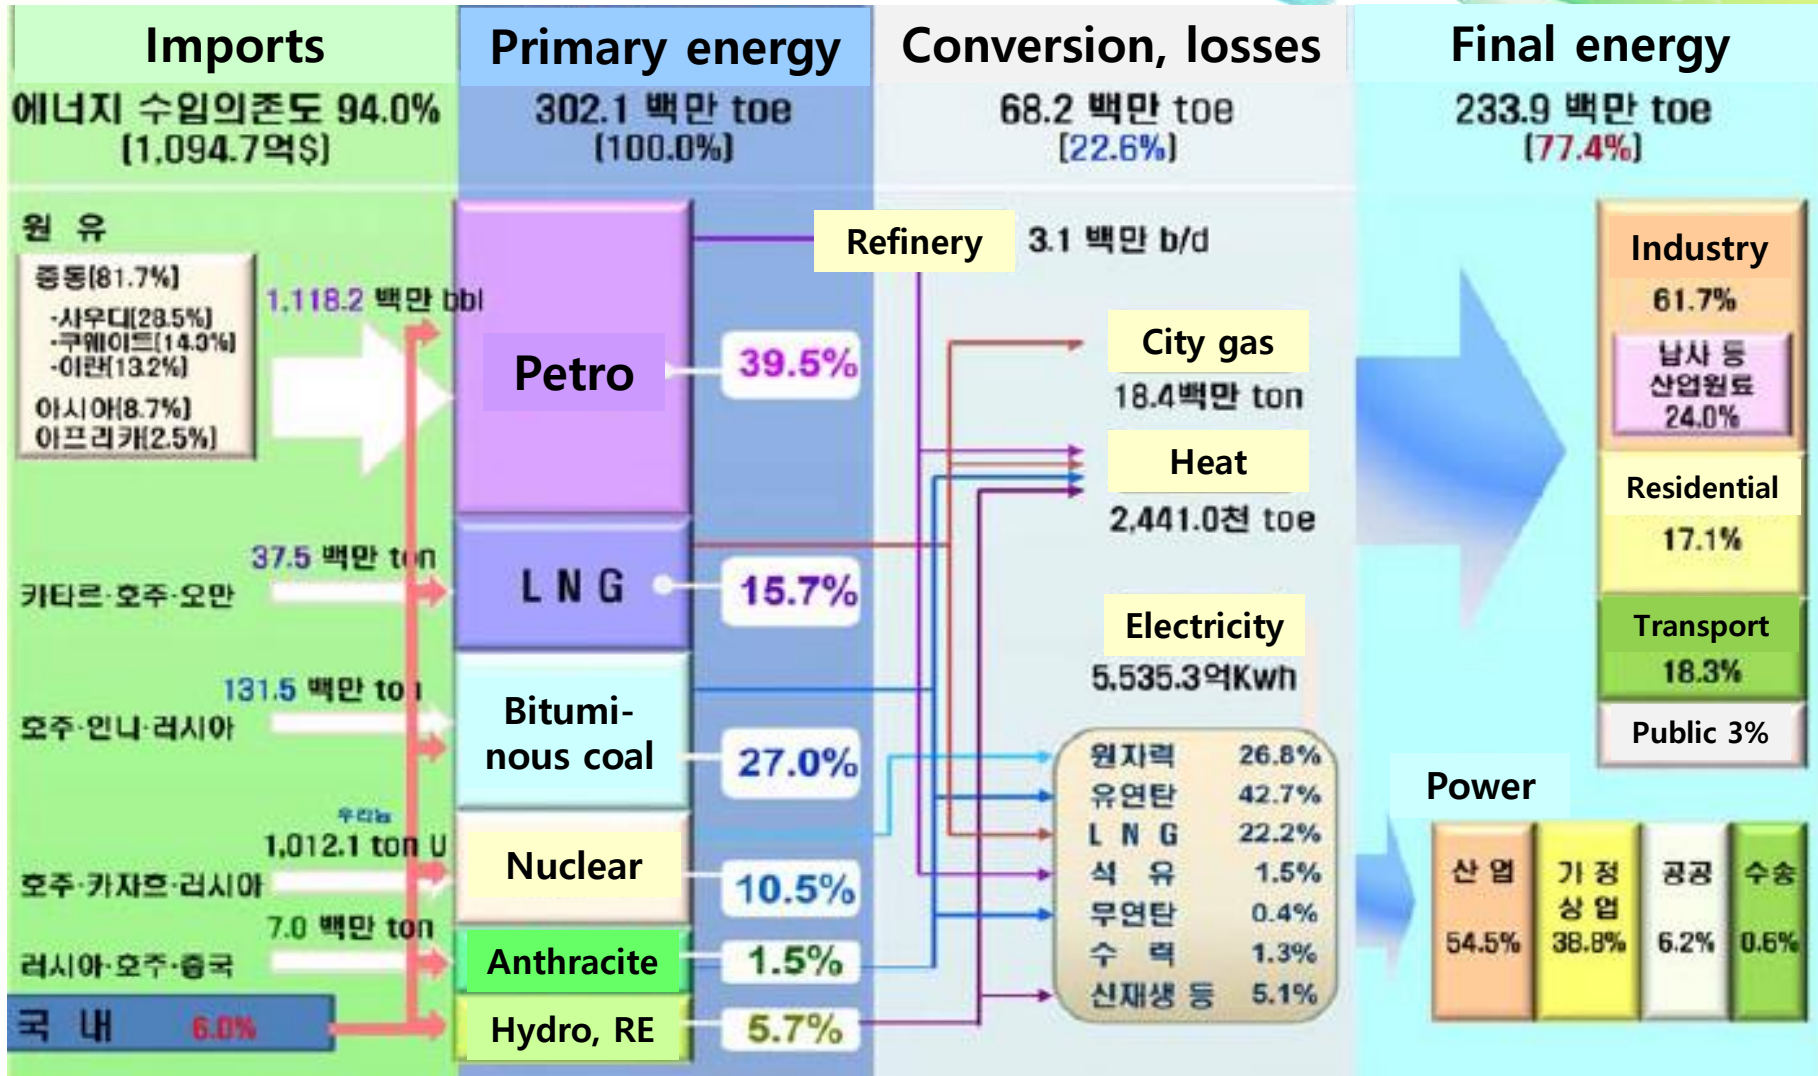 Imports
Primary energy
Conversion, losses
Final energy
에너지 수입의존도 94.0%
(1,094.7억$)
302.1 백만 toe
(100.0%)
68.2 백만 toe
(22.6%)
233.9 백만 toe
(77.4%)
원 유
중동(81.7%)
-사우디(28.5%)
-쿠웨이트(14.3%)
-이란(13.2%)
아시아(8.7%)
아프리카(2.5%)
1,118.2 백만 bbl
37.5 백만 ton
카타르·호주·오만
131.5 백만 ton
호주·인니·러시아
우라늄
1,012.1 ton U
호주·카자흐·러시아
7.0 백만 ton
러시아·호주·중국
국 내 6.0%
Petro
39.5%
L N G
15.7%
Bitumi-
nous coal
27.0%
Nuclear
10.5%
Anthracite
1.5%
Hydro, RE
5.7%
Refinery
3.1 백만 b/d
City gas
18.4백만 ton
Heat
2,441.0천 toe
Electricity
5,535.3억Kwh
원자력 26.8%
유연탄 42.7%
L N G 22.2%
석 유 1.5%
무연탄 0.4%
수 력 1.3%
신재생 등 5.1%
Industry
61.7%
납사 등
산업원료
24.0%
Residential
17.1%
Transport
18.3%
Public 3%
Power
산 업
54.5%
가 정
상 업
38.8%
공공
6.2%
수송
0.6%